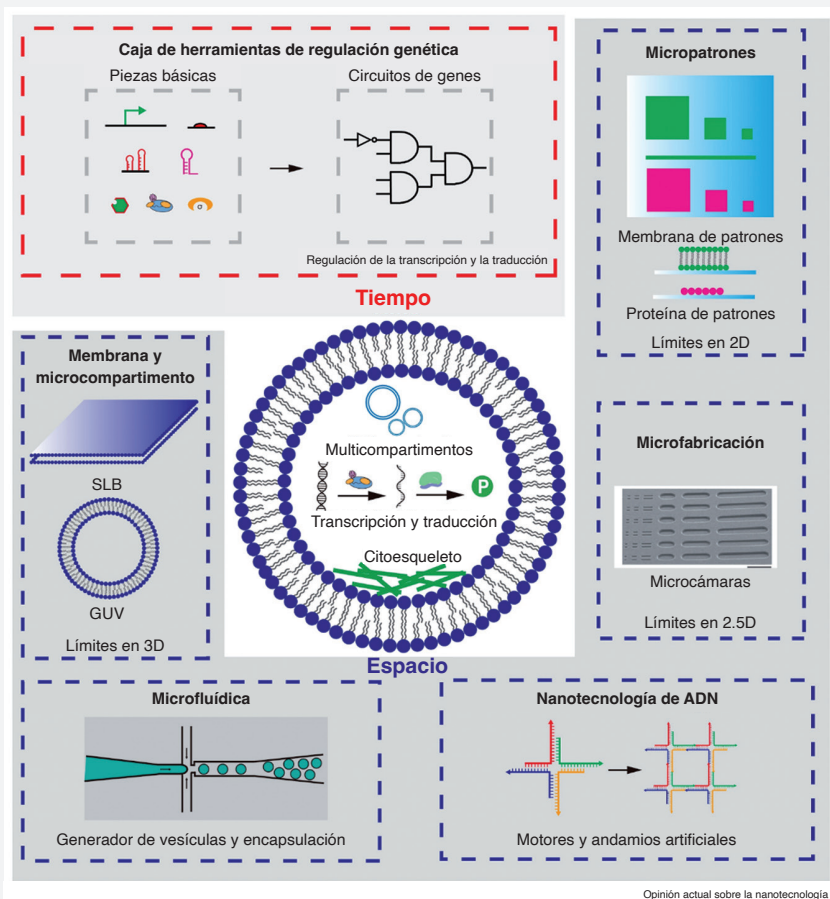 Caja de herramientas de regulación genética
Piezas básicas
Circuitos de genes
Regulación de la transcripción y la traducción
Tiempo
Micropatrones
Membrana de patrones
Proteína de patrones
Límites en 2D
Membrana y
microcompartimento
SLB
GUV
Límites en 3D
Multicompartimentos
P
Transcripción y traducción
Citoesqueleto
Espacio
Microfabricación
Microcámaras
Límites en 2.5D
Microfluídica
Generador de vesículas y encapsulación
Nanotecnología de ADN
Motores y andamios artificiales
Opinión actual sobre la nanotecnología